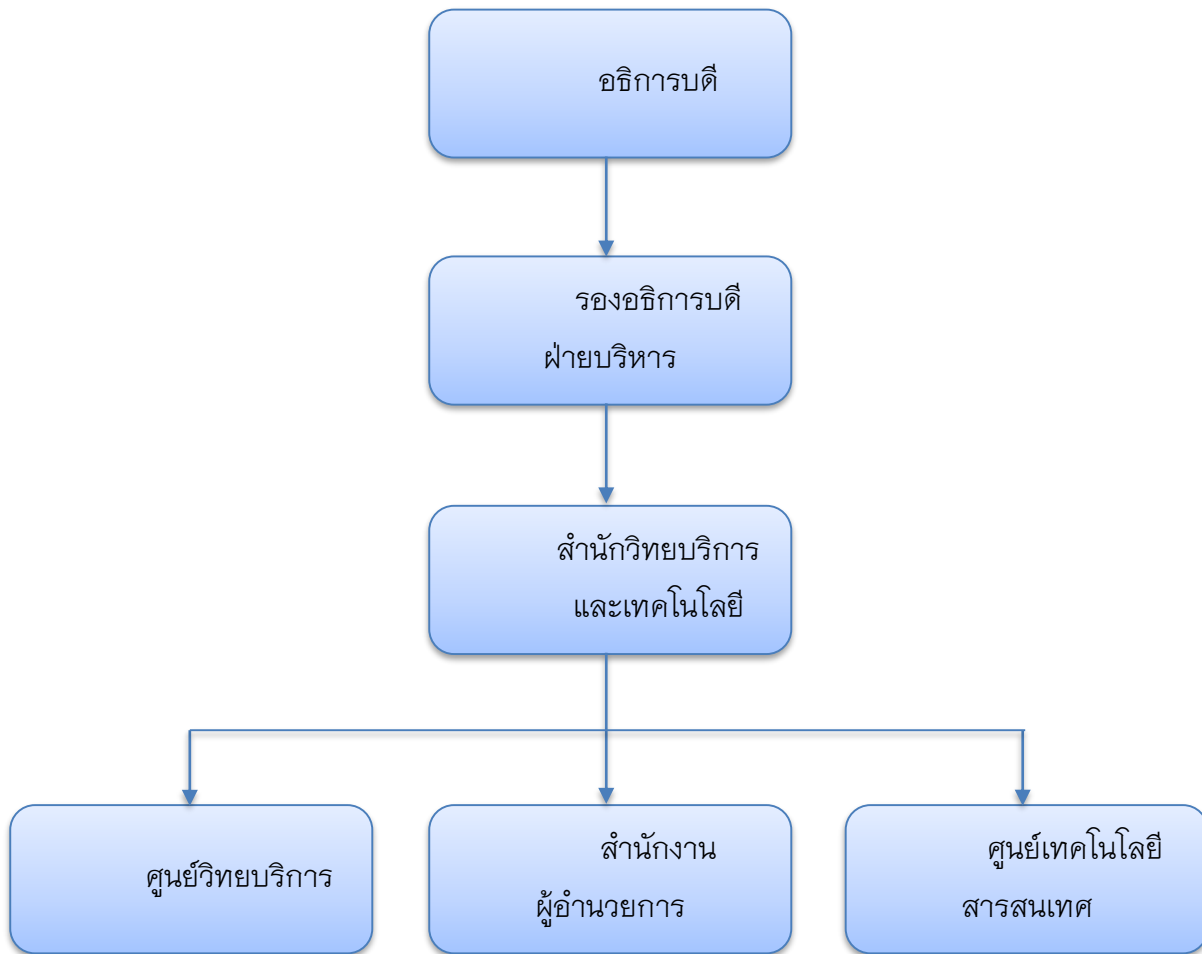 อธิการบดี
รองอธิการบดี
ฝ่ายบริหาร
สำนักวิทยบริการ
และเทคโนโลยี
ศูนย์วิทยบริการ
สำนักงาน
ผู้อำนวยการ
ศูนย์เทคโนโลยี
สารสนเทศ